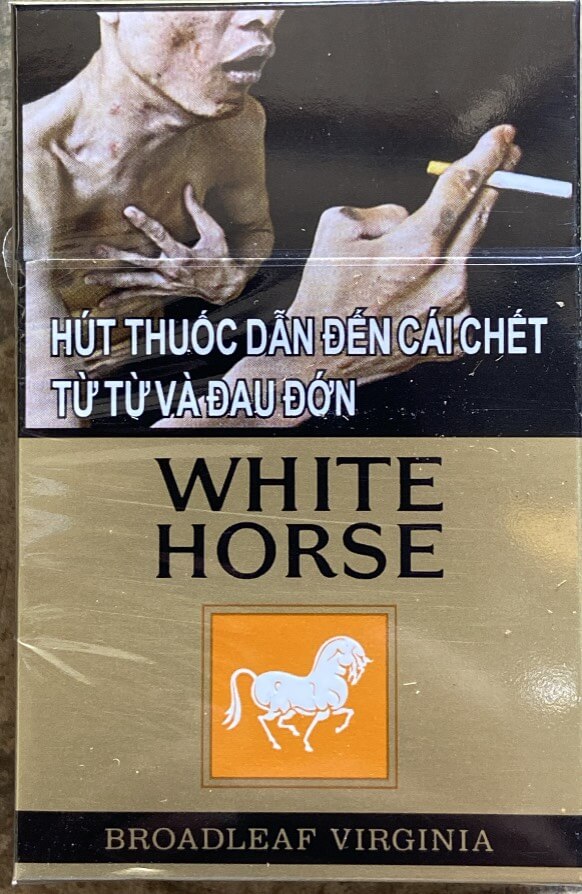 HÚT THUỐC DẪN ĐẾN CÁI CHẾT
TỪ TỪ VÀ ĐAU ĐỚN
WHITE
HORSE
BROADLEAF VIRGINIA